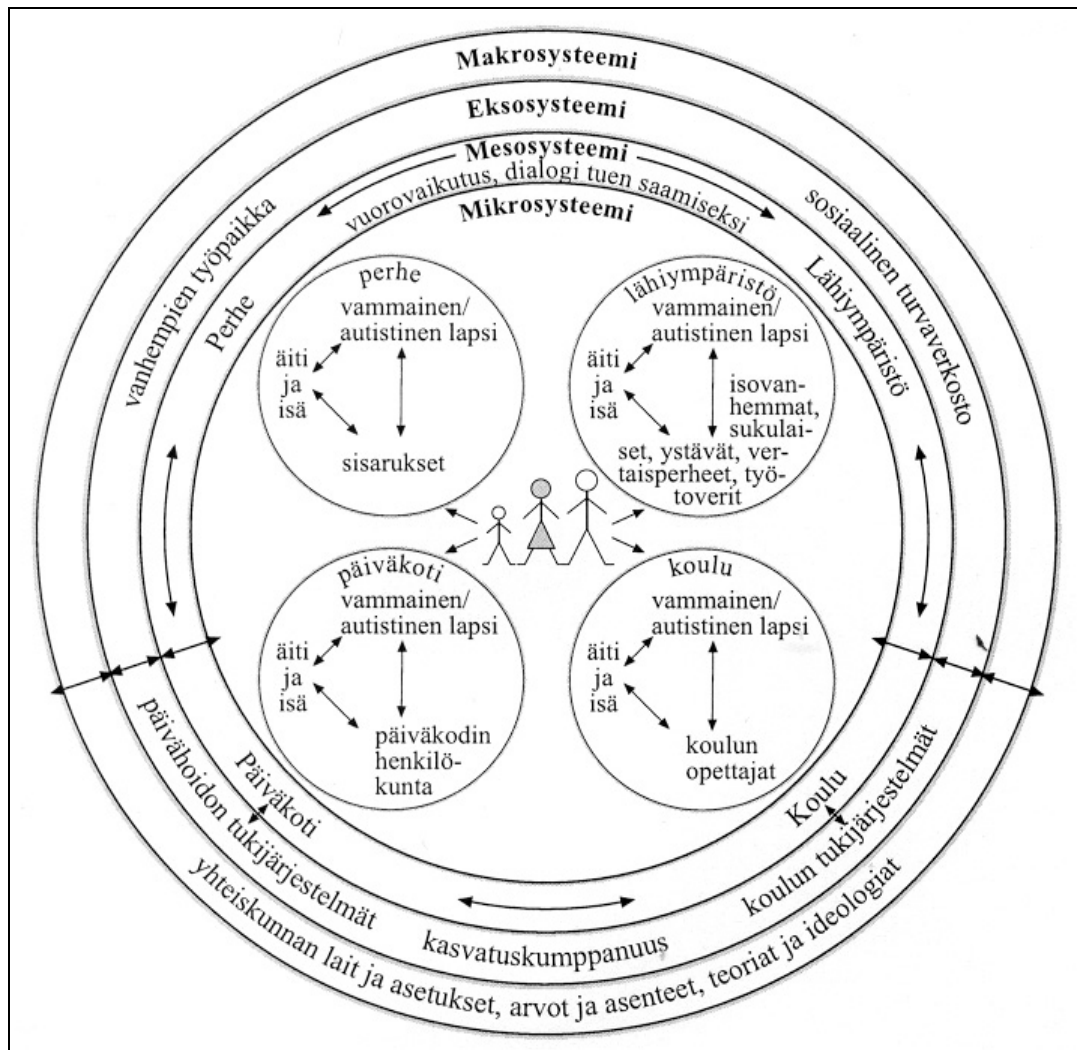 Makrosysteemi
Eksosysteemi
Mesosysteemi
vuorovaikutus, dialogi tuen saamiseksi
Mikrosysteemi
vanhempien työpaikka
sosiaalinen turvaverkosto
Perhe
Lähiympäristö
perhe
vammainen/
autistinen lapsi
äiti
ja
isä
sisarukset
lähiympäristö
vammainen/
autistinen lapsi
äiti
ja
isä
isovan-
hemmat,
sukulai-
set, ystävät, ver-
taisperheet, työ-
toverit
päiväkoti
vammainen/
autistinen lapsi
äiti
ja
isä
päiväkodin
henkilö-
kunta
koulu
vammainen/
autistinen lapsi
äiti
ja
isä
koulun
opettajat
Päiväkoti
Koulu
päivähoidon tukijärjestelmät
koulun tukijärjestelmät
kasvatuskumppanuus
yhteiskunnan lait ja asetukset, arvot ja asenteet, teoriat ja ideologiat